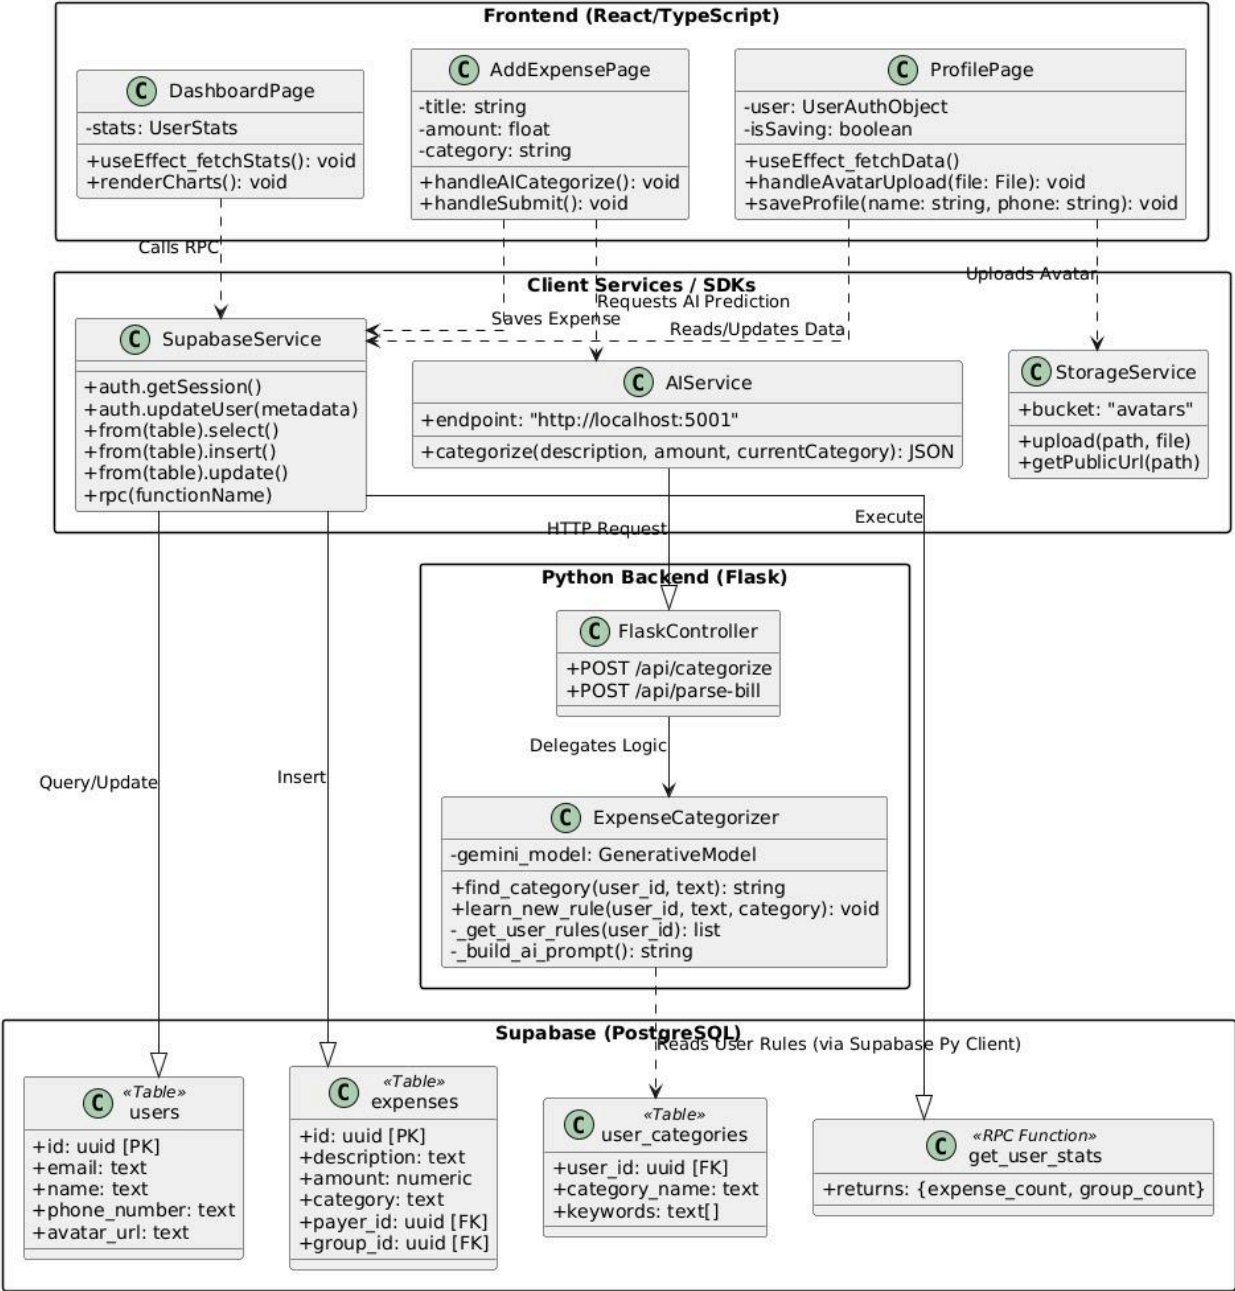 Frontend (React/TypeScript)
C DashboardPage
-stats: UserStats
+useEffect_fetchStats(): void
+renderCharts(): void
C AddExpensePage
-title: string
-amount: float
-category: string
+handleAICategorize(): void
+handleSubmit(): void
C ProfilePage
-user: UserAuthObject
-isSaving: boolean
+useEffect_fetchData()
+handleAvatarUpload(file: File): void
+saveProfile(name: string, phone: string): void
Calls RPC
Uploads Avatar
Client Services / SDKs
Requests AI Prediction
Saves Expense
Reads/Updates Data
C SupabaseService
+auth.getSession()
+auth.updateUser(metadata)
+from(table).select()
+from(table).insert()
+from(table).update()
+rpc(functionName)
C AIService
+endpoint: "http://localhost:5001"
+categorize(description, amount, currentCategory): JSON
C StorageService
+bucket: "avatars"
+upload(path, file)
+getPublicUrl(path)
HTTP Request
Execute
Python Backend (Flask)
C FlaskController
+POST /api/categorize
+POST /api/parse-bill
Delegates Logic
Query/Update
Insert
C ExpenseCategorizer
-gemini_model: GenerativeModel
+find_category(user_id, text): string
+learn_new_rule(user_id, text, category): void
-_get_user_rules(user_id): list
-_build_ai_prompt(): string
Supabase (PostgreSQL)
Reads User Rules (via Supabase Py Client)
C «Table»
users
+id: uuid [PK]
+email: text
+name: text
+phone_number: text
+avatar_url: text
C «Table»
expenses
+id: uuid [PK]
+description: text
+amount: numeric
+category: text
+payer_id: uuid [FK]
+group_id: uuid [FK]
C «Table»
user_categories
+user_id: uuid [FK]
+category_name: text
+keywords: text[]
C «RPC Function»
get_user_stats
+returns: {expense_count, group_count}